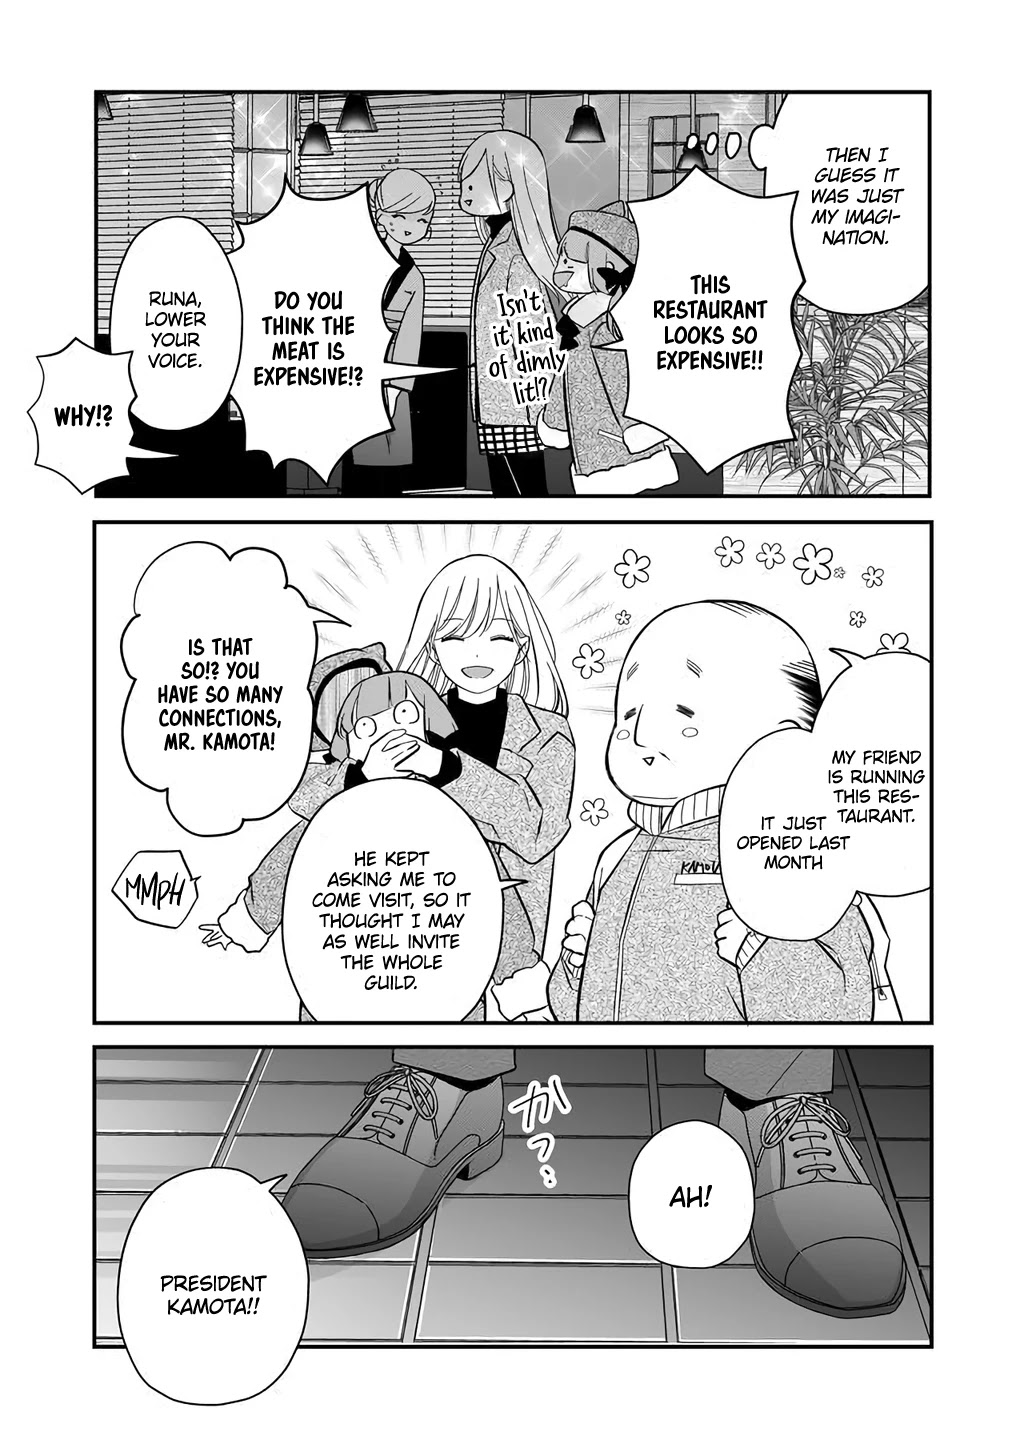 THEN I
GUESS IT
WAS JUST
MY IMAGI-
NATION.
THIS
RESTAURANT
LOOKS SO
EXPENSIVE!!
Isn't
it kind
of dimly
lit!?
DO YOU
THINK THE
MEAT IS
EXPENSIVE!?
RUNA,
LOWER
YOUR
VOICE.
WHY!?
MY FRIEND
IS RUNNING
THIS RES-
TAURANT.
IT JUST
OPENED LAST
MONTH
KAMOTA
IS THAT
SO!? YOU
HAVE SO MANY
CONNECTIONS,
MR. KAMOTA!
HE KEPT
ASKING ME TO
COME VISIT, SO IT
THOUGHT I MAY
AS WELL INVITE
THE WHOLE
GUILD.
MMPH
AH!
カッ…
PRESIDENT
KAMOTA!!